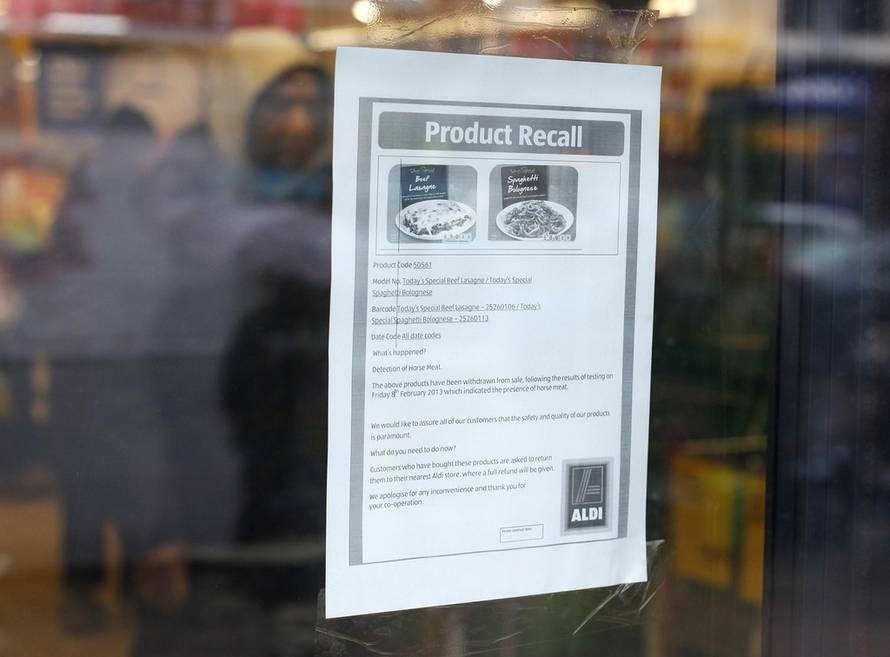 Product Recall
Beef
Lasagne
Spaghetti
Bolognese
Product Code 50561
Model No. Today's Special Beef Lasagne / Today's Special
Spaghetti Bolognese
Barcode Today's Special Beef Lasagne – 25260106 / Today's
Special Spaghetti Bolognese – 25260113
Date Code All date codes
What's happened?
Detection of Horse Meat.
The above products have been withdrawn from sale, following the results of testing on
Friday 8th February 2013 which indicated the presence of horse meat.
We would like to assure all of our customers that the safety and quality of our products
is paramount.
What do you need to do now?
Customers who have bought these products are asked to return
them to their nearest Aldi store, where a full refund will be given.
We apologise for any inconvenience and thank you for
your co-operation.
ALDI